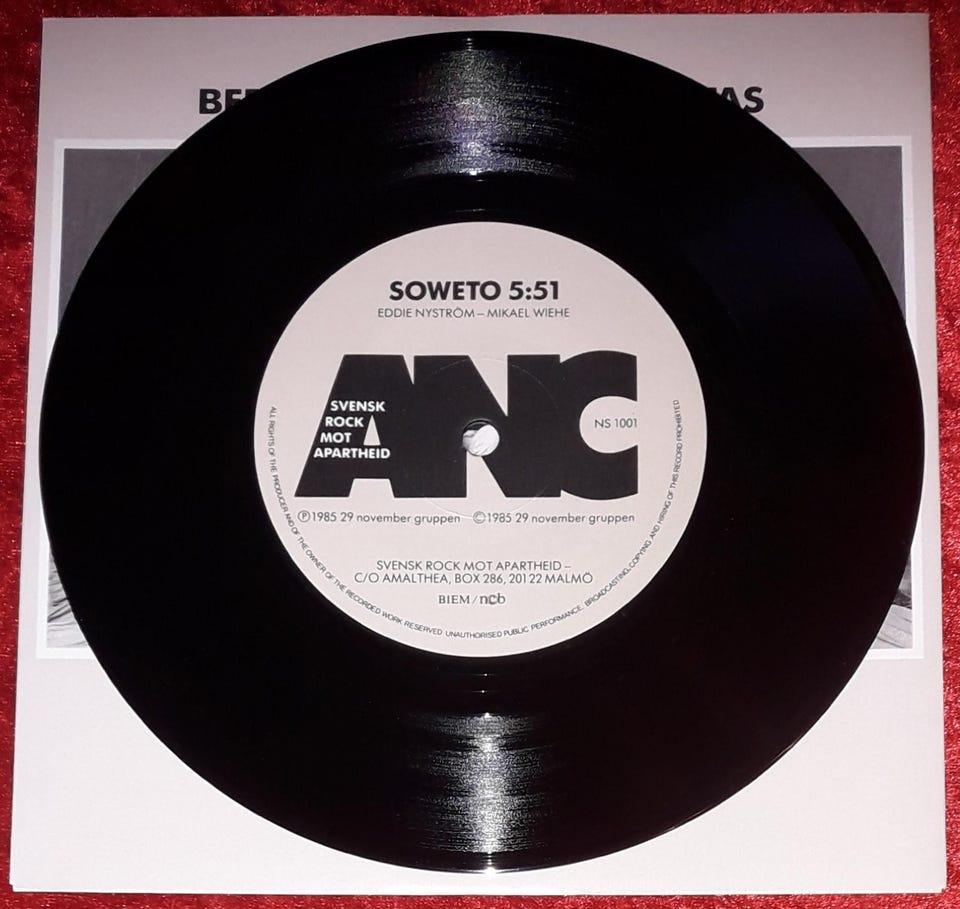 SOWETO 5:51
EDDIE NYSTRÖM – MIKAEL WIEHE
ANC
SVENSK
ROCK
MOT
APARTHEID
NS 1001
Ⓟ1985 29 november gruppen ©1985 29 november gruppen
SVENSK ROCK MOT APARTHEID –
C/O AMALTHEA, BOX 286, 201 22 MALMÖ
BIEM/ncb
ALL RIGHTS OF THE PRODUCER AND OF THE OWNER OF THE RECORDED WORK RESERVED. UNAUTHORISED PUBLIC PERFORMANCE, BROADCASTING, COPYING AND HIRING OF THIS RECORD PROHIBITED